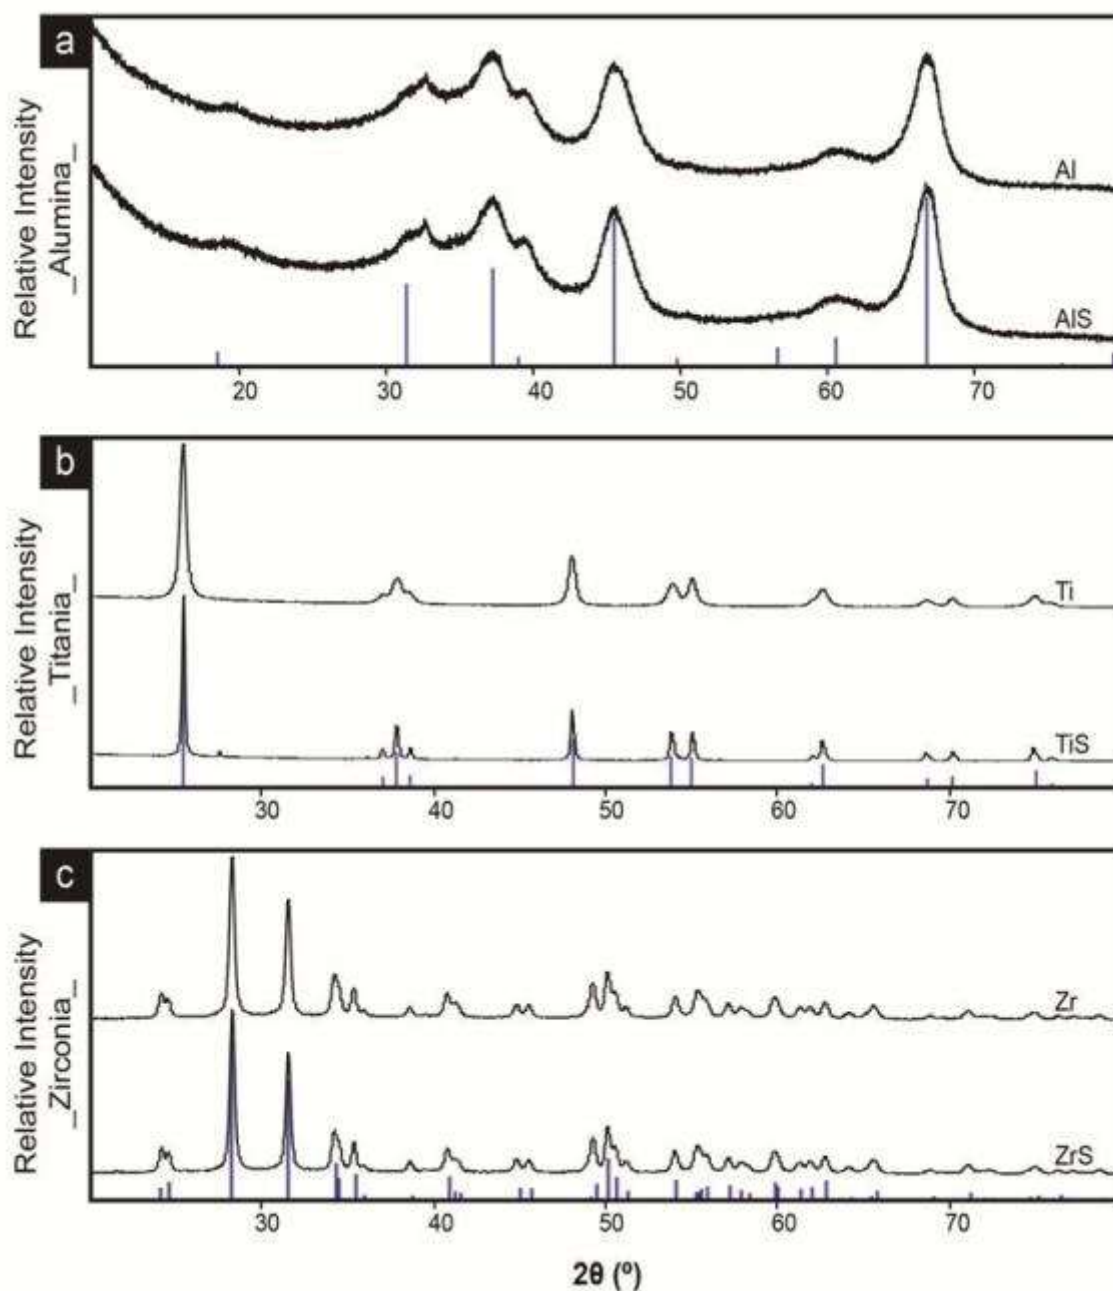 a
Relative Intensity
_Alumina_
Al
AlS
20 30 40 50 60 70
b
Relative Intensity
_Titania_
Ti
TiS
30 40 50 60 70
c
Relative Intensity
_Zirconia_
Zr
ZrS
30 40 50 60 70
2θ (º)